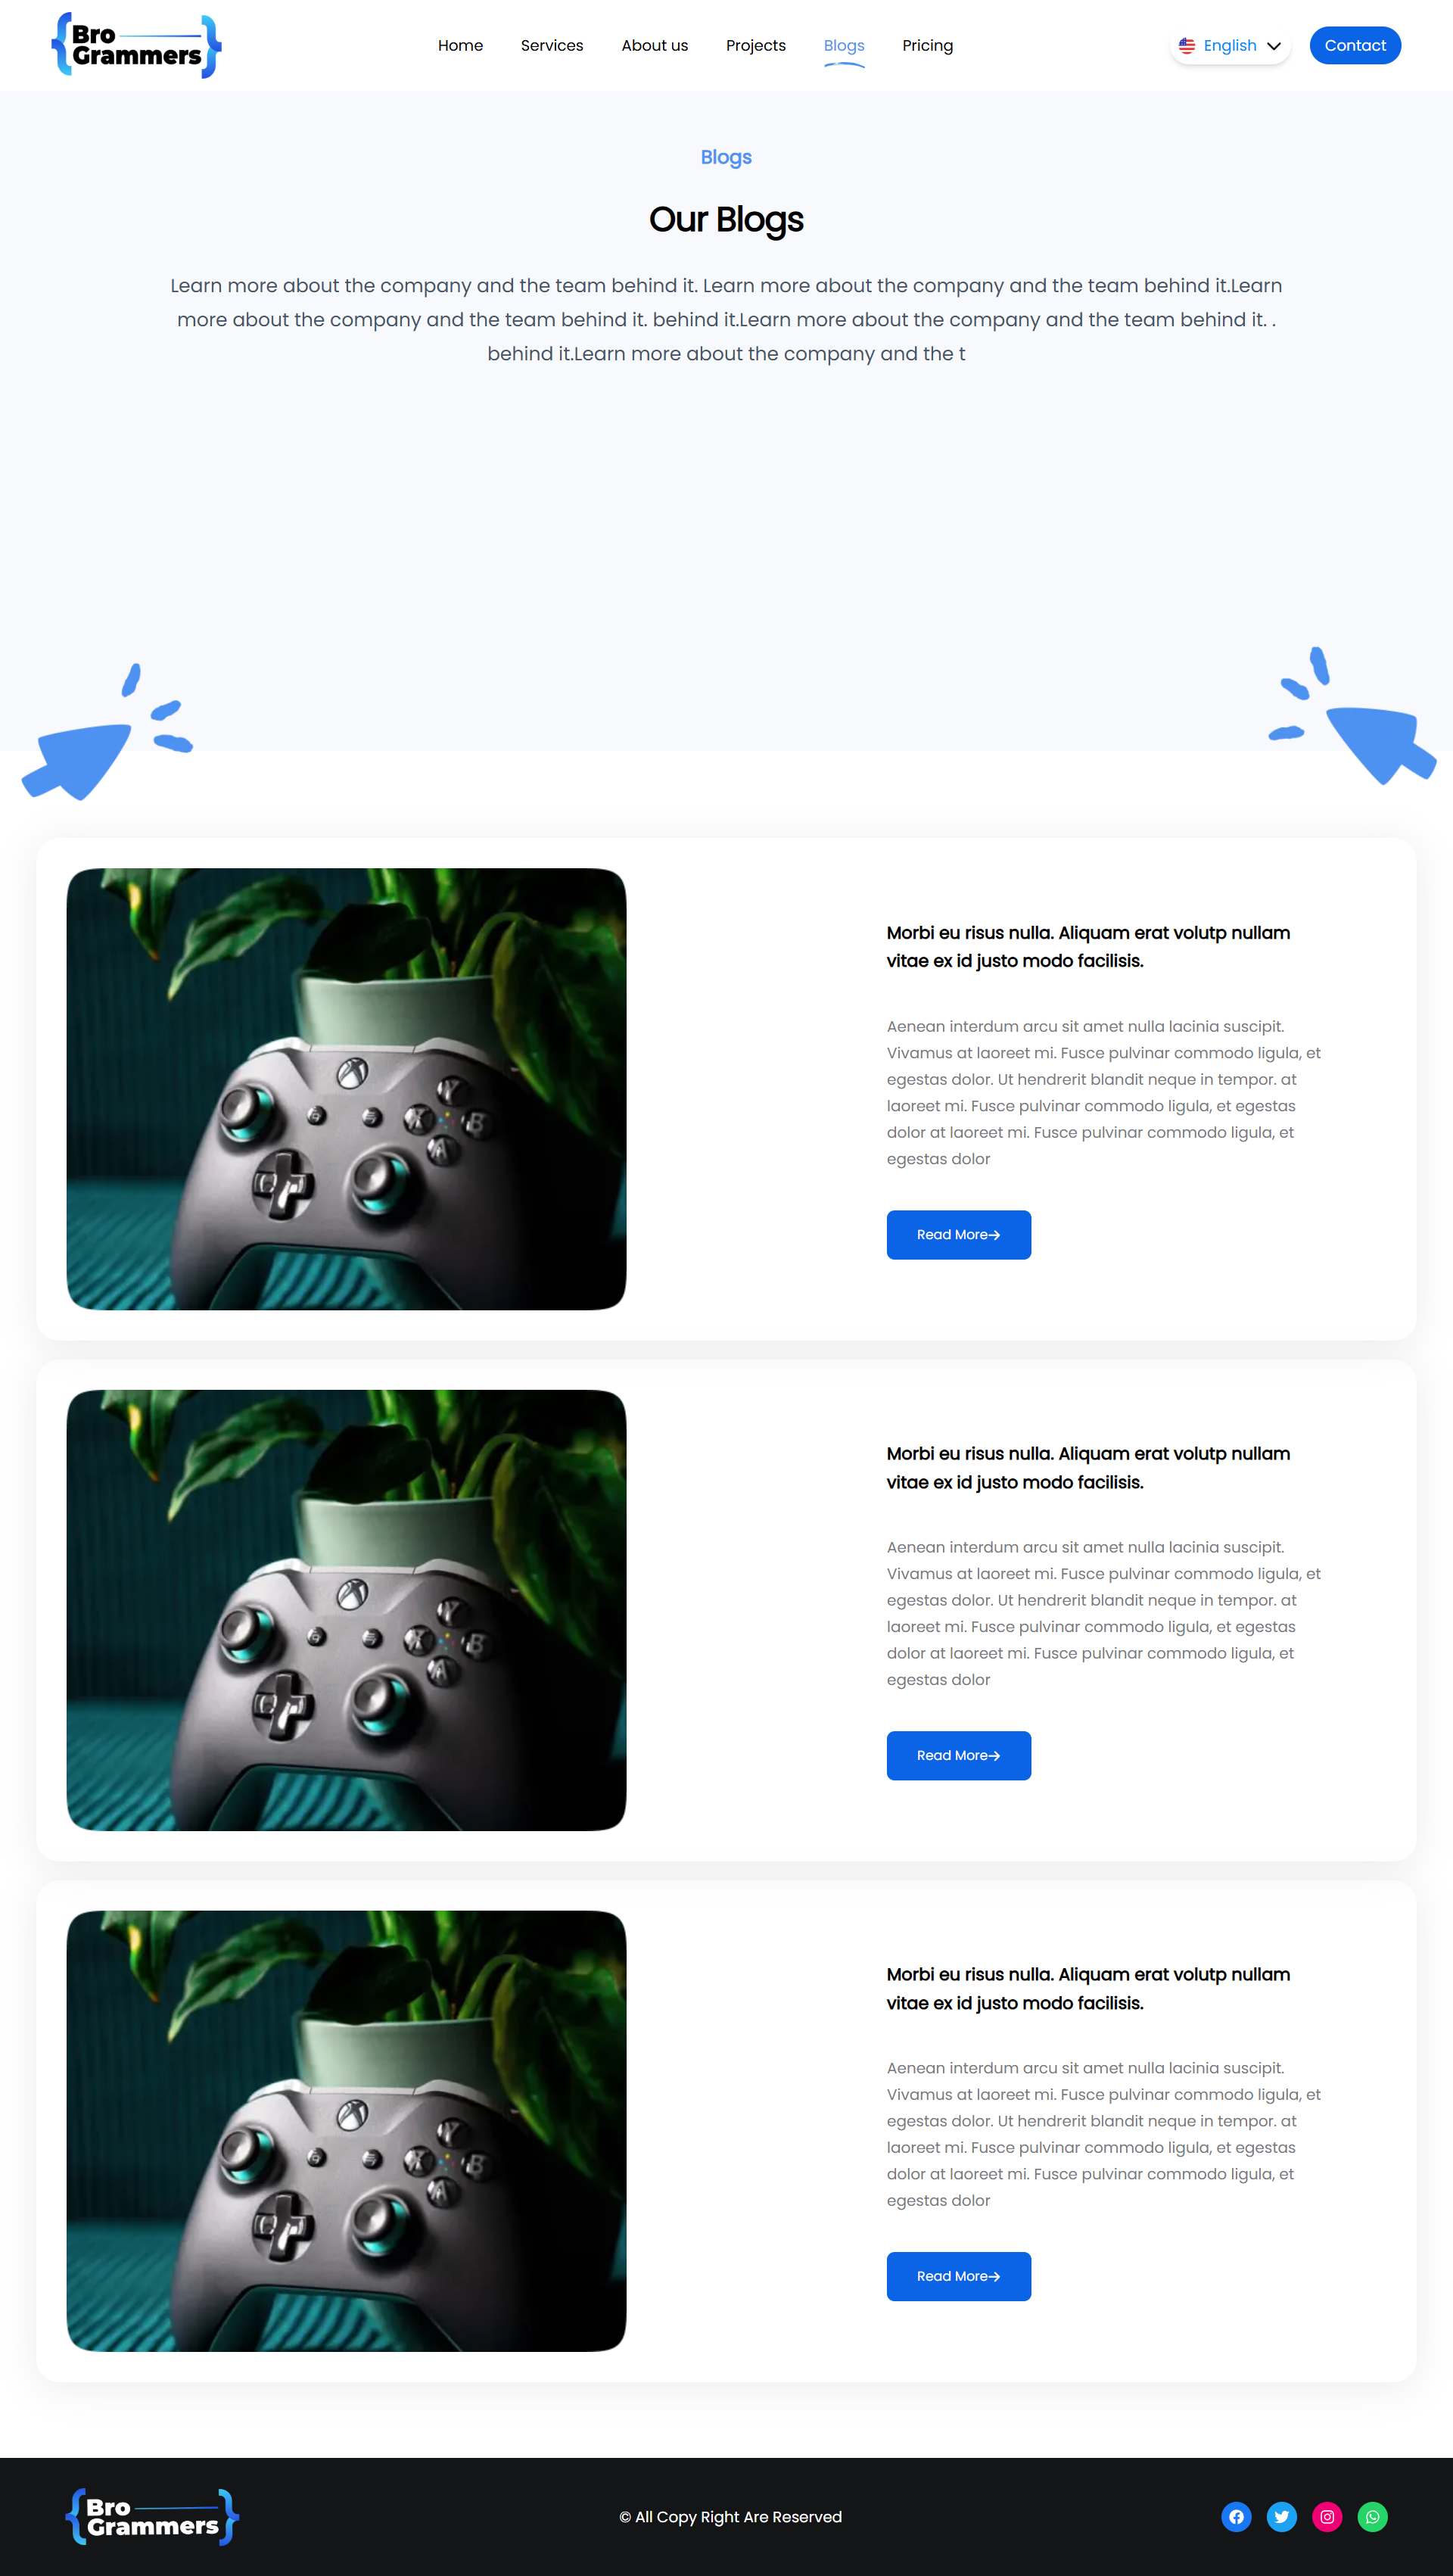 Bro
Grammers
Home
Services
About us
Projects
Blogs
Pricing
English
Contact
Blogs
Our Blogs
Learn more about the company and the team behind it. Learn more about the company and the team behind it.Learn
more about the company and the team behind it. behind it.Learn more about the company and the team behind it. .
behind it.Learn more about the company and the t
Y
X
B
A
Morbi eu risus nulla. Aliquam erat volutp nullam
vitae ex id justo modo facilisis.
Aenean interdum arcu sit amet nulla lacinia suscipit.
Vivamus at laoreet mi. Fusce pulvinar commodo ligula, et
egestas dolor. Ut hendrerit blandit neque in tempor. at
laoreet mi. Fusce pulvinar commodo ligula, et egestas
dolor at laoreet mi. Fusce pulvinar commodo ligula, et
egestas dolor
Read More→
Y
X
B
A
Morbi eu risus nulla. Aliquam erat volutp nullam
vitae ex id justo modo facilisis.
Aenean interdum arcu sit amet nulla lacinia suscipit.
Vivamus at laoreet mi. Fusce pulvinar commodo ligula, et
egestas dolor. Ut hendrerit blandit neque in tempor. at
laoreet mi. Fusce pulvinar commodo ligula, et egestas
dolor at laoreet mi. Fusce pulvinar commodo ligula, et
egestas dolor
Read More→
Y
X
B
A
Morbi eu risus nulla. Aliquam erat volutp nullam
vitae ex id justo modo facilisis.
Aenean interdum arcu sit amet nulla lacinia suscipit.
Vivamus at laoreet mi. Fusce pulvinar commodo ligula, et
egestas dolor. Ut hendrerit blandit neque in tempor. at
laoreet mi. Fusce pulvinar commodo ligula, et egestas
dolor at laoreet mi. Fusce pulvinar commodo ligula, et
egestas dolor
Read More→
Bro
Grammers
© All Copy Right Are Reserved